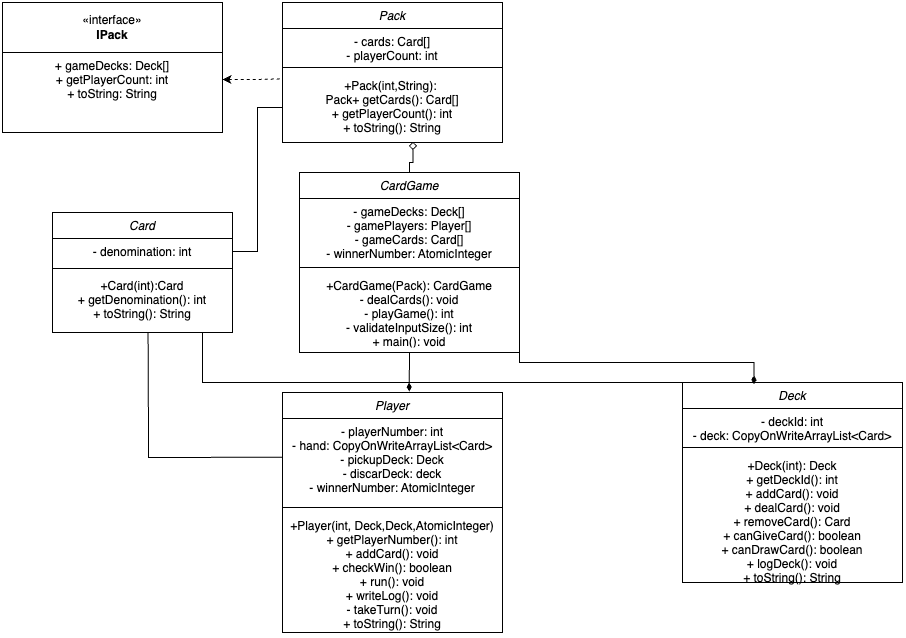 «interface»
IPack
+ gameDecks: Deck[]
+ getPlayerCount: int
+ toString: String
Pack
- cards: Card[]
- playerCount: int
+Pack(int,String):
Pack+ getCards(): Card[]
+ getPlayerCount(): int
+ toString(): String
CardGame
- gameDecks: Deck[]
- gamePlayers: Player[]
- gameCards: Card[]
- winnerNumber: AtomicInteger
+CardGame(Pack): CardGame
- dealCards(): void
- playGame(): int
- validateInputSize(): int
+ main(): void
Card
- denomination: int
+Card(int):Card
+ getDenomination(): int
+ toString(): String
Player
- playerNumber: int
- hand: CopyOnWriteArrayList<Card>
- pickupDeck: Deck
- discarDeck: deck
- winnerNumber: AtomicInteger
+Player(int, Deck,Deck,AtomicInteger)
+ getPlayerNumber(): int
+ addCard(): void
+ checkWin(): boolean
+ run(): void
+ writeLog(): void
- takeTurn(): void
+ toString(): String
Deck
- deckId: int
- deck: CopyOnWriteArrayList<Card>
+Deck(int): Deck
+ getDeckId(): int
+ addCard(): void
+ dealCard(): void
+ removeCard(): Card
+ canGiveCard(): boolean
+ canDrawCard(): boolean
+ logDeck(): void
+ toString(): String